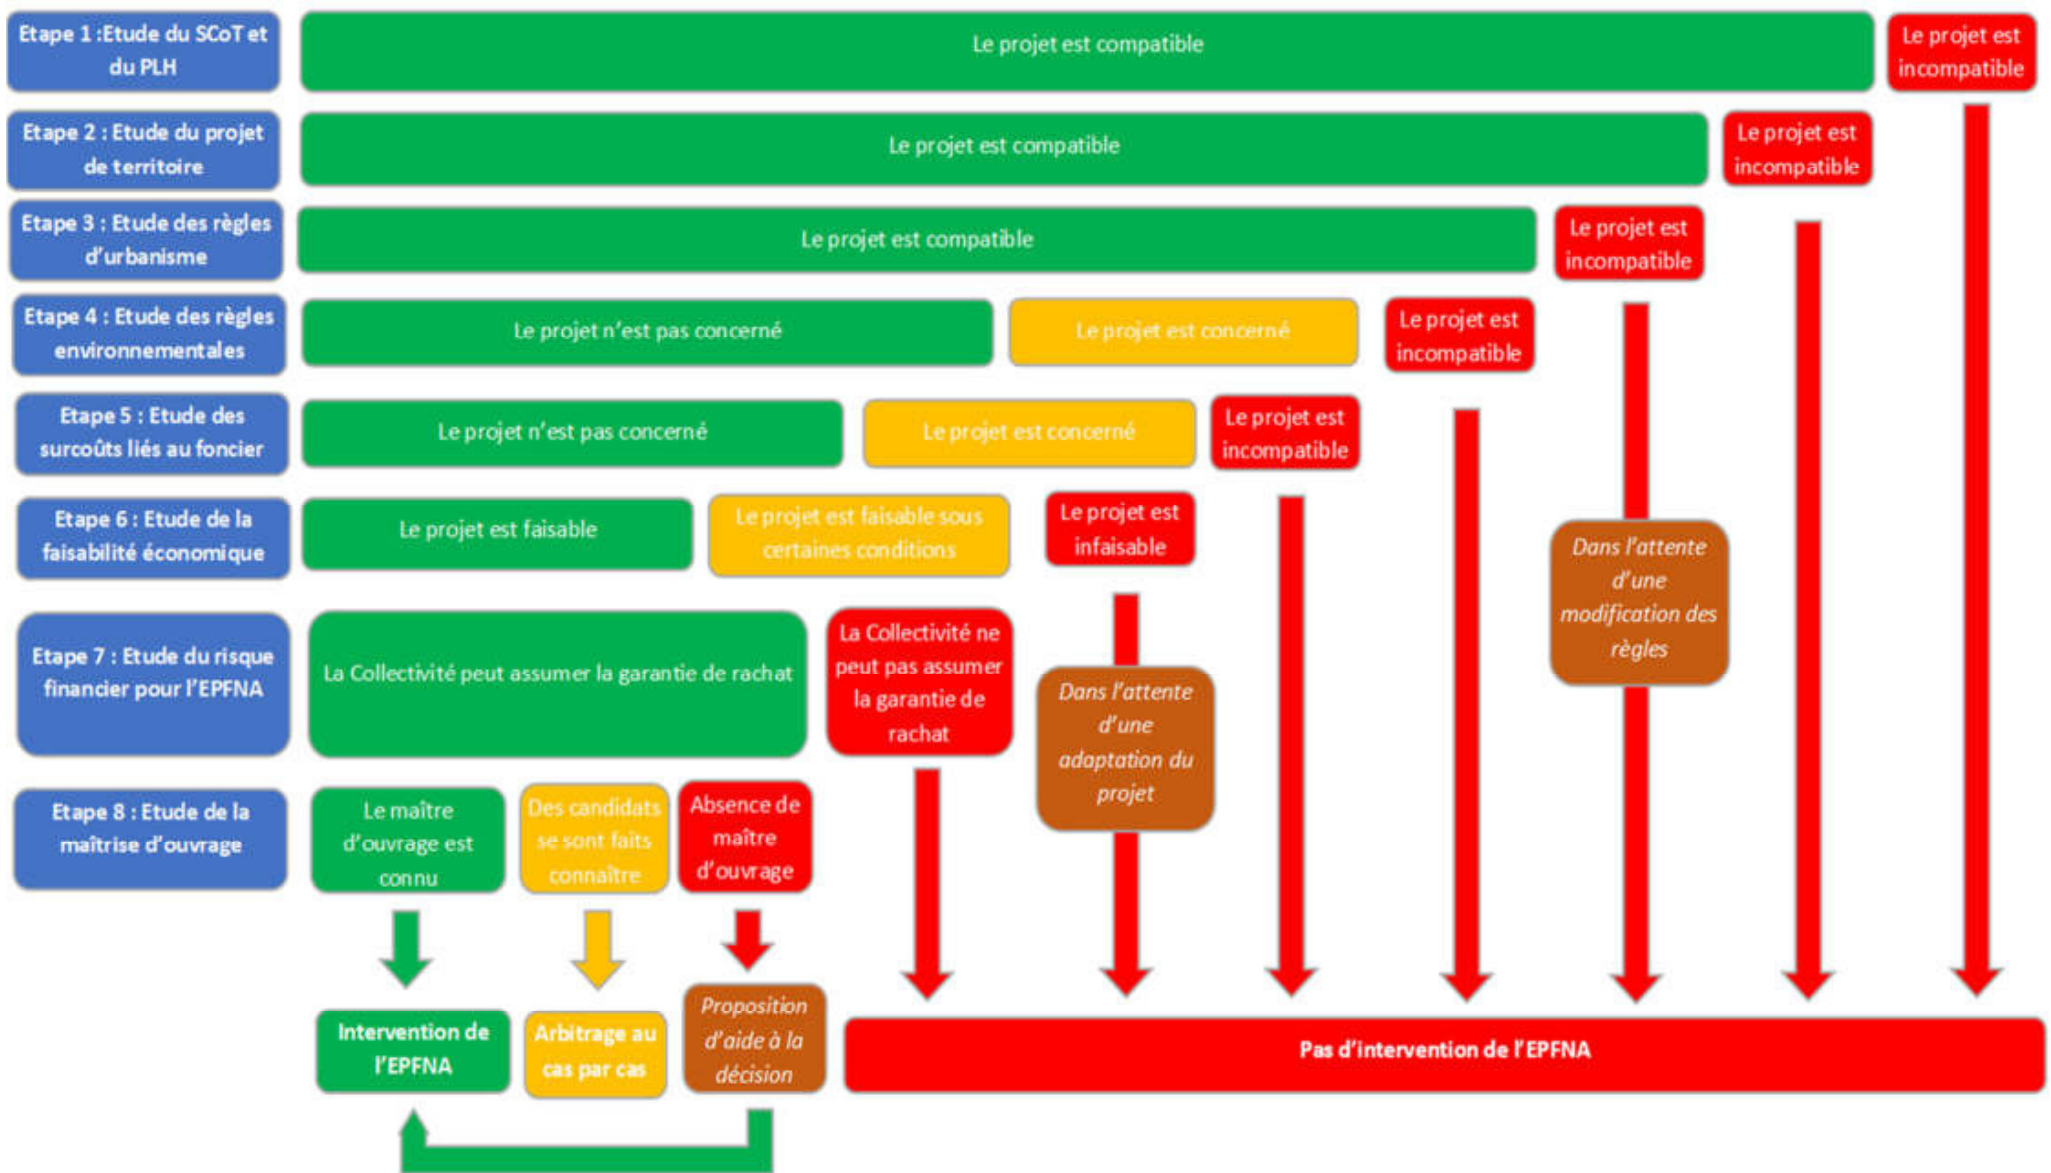 Etape 1 :Etude du SCoT et
du PLH
Le projet est compatible
Le projet est
incompatible
Etape 2 : Etude du projet
de territoire
Le projet est compatible
Le projet est
incompatible
Etape 3 : Etude des règles
d'urbanisme
Le projet est compatible
Le projet est
incompatible
Etape 4 : Etude des règles
environnementales
Le projet n'est pas concerné
Le projet est concerné
Le projet est
incompatible
Etape 5 : Etude des
surcoûts liés au foncier
Le projet n'est pas concerné
Le projet est concerné
Le projet est
incompatible
Etape 6 : Etude de la
faisabilité économique
Le projet est faisable
Le projet est faisable sous
certaines conditions
Le projet est
infaisable
Dans l'attente
d'une
modification des
règles
Etape 7 : Etude du risque
financier pour l'EPFNA
La Collectivité peut assumer la garantie de rachat
La Collectivité ne
peut pas assumer
la garantie de
rachat
Dans l'attente
d'une
adaptation du
projet
Etape 8 : Etude de la
maîtrise d'ouvrage
Le maître
d'ouvrage est
connu
Des candidats
se sont faits
connaître
Absence de
maître
d'ouvrage
Intervention de
l'EPFNA
Arbitrage au
cas par cas
Proposition
d'aide à la
décision
Pas d'intervention de l'EPFNA